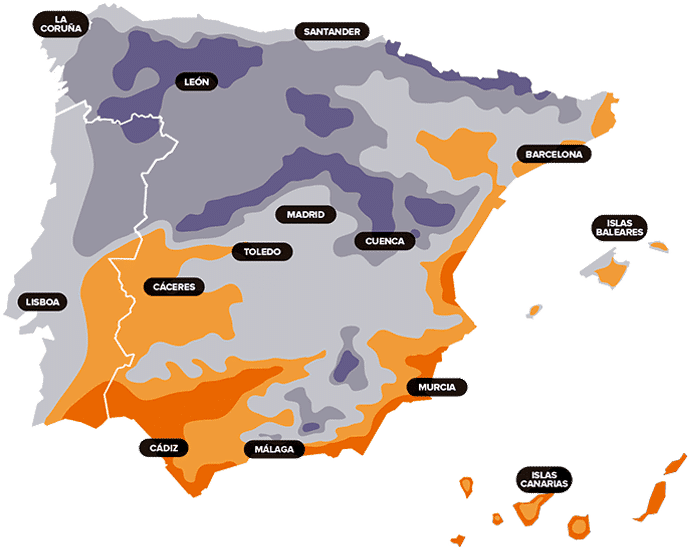 LA
CORUÑA
SANTANDER
LEÓN
BARCELONA
MADRID
ISLAS
BALEARES
CUENCA
TOLEDO
CÁCERES
LISBOA
MURCIA
CÁDIZ
MÁLAGA
ISLAS
CANARIAS